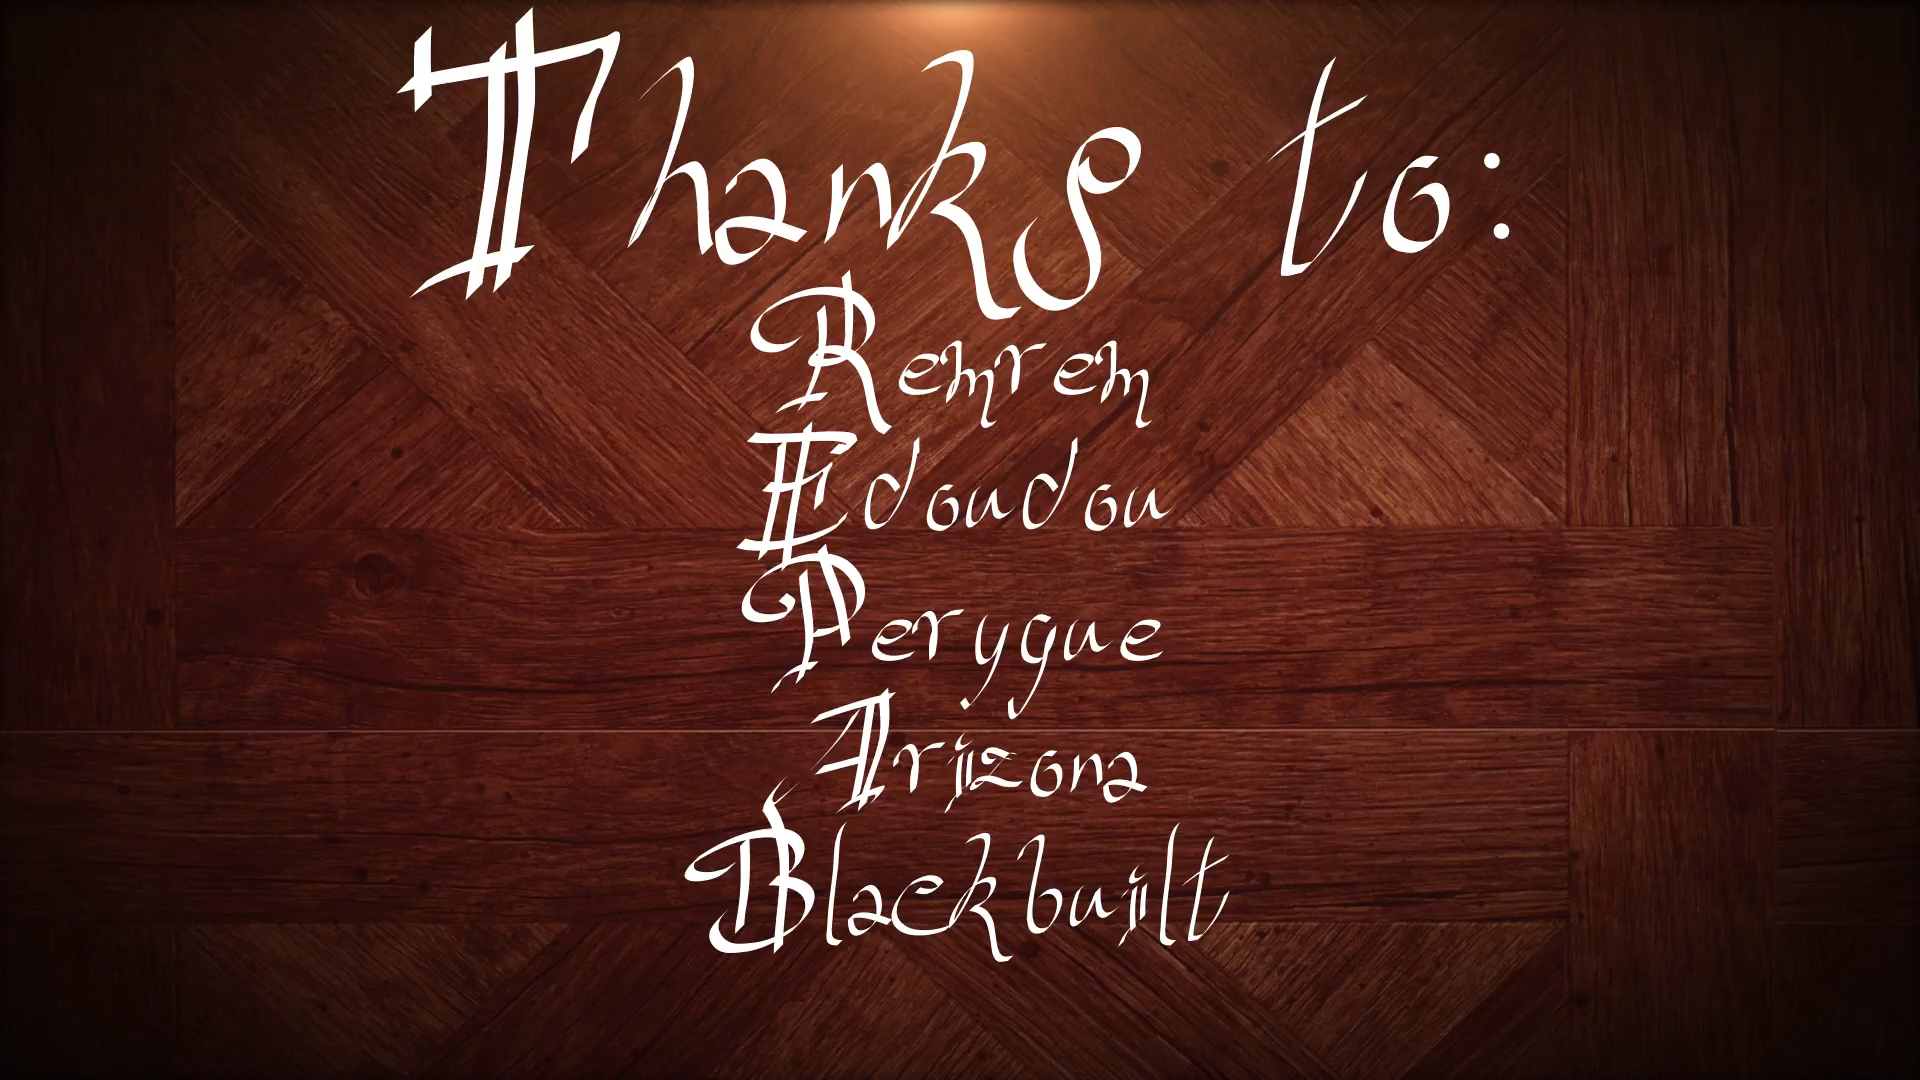 Thanks to:
Remrem
Edoudou
Perygue
Arizona
Blackbuilt